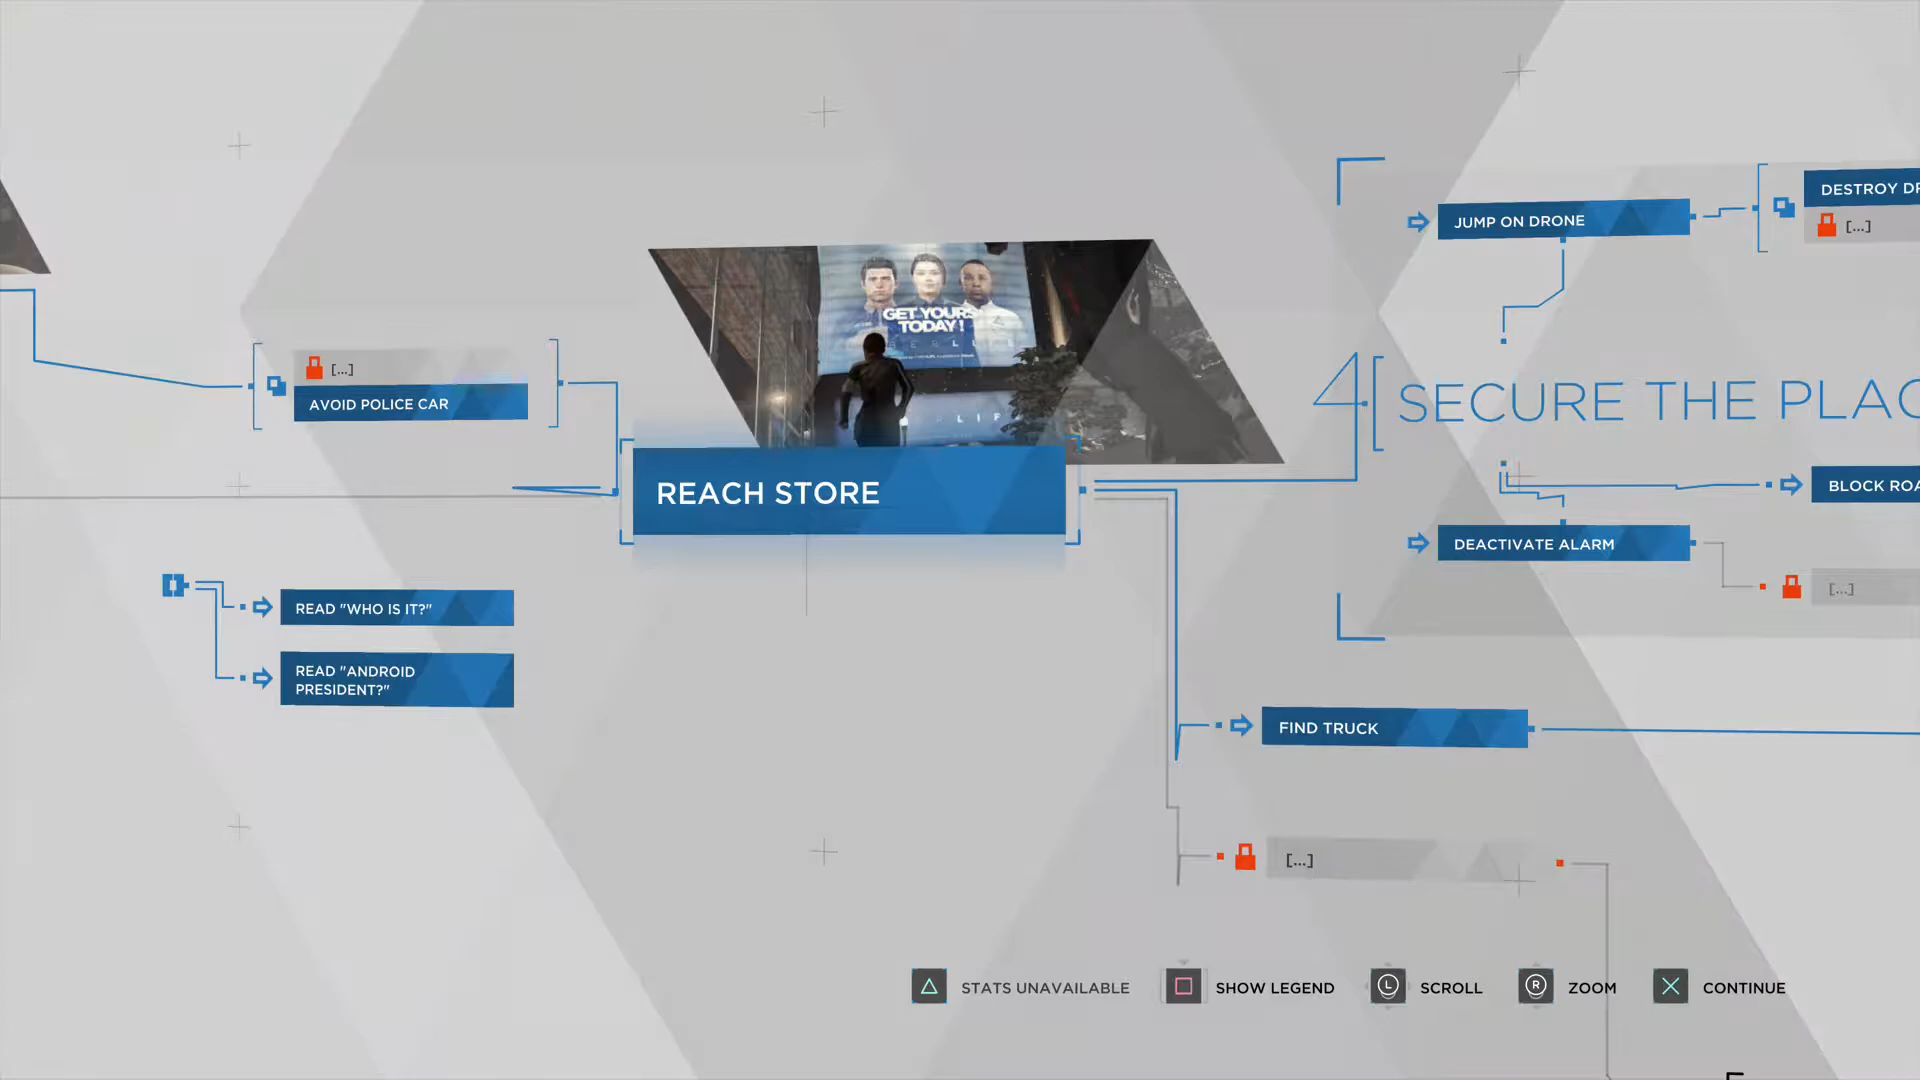 DESTROY DR
[...]
JUMP ON DRONE
GET YOURS
TODAY!
[...]
AVOID POLICE CAR
4[ SECURE THE PLAC
REACH STORE
BLOCK ROA
DEACTIVATE ALARM
[...]
READ "WHO IS IT?"
READ "ANDROID
PRESIDENT?"
FIND TRUCK
[...]
STATS UNAVAILABLE
SHOW LEGEND
L
SCROLL
R
ZOOM
CONTINUE